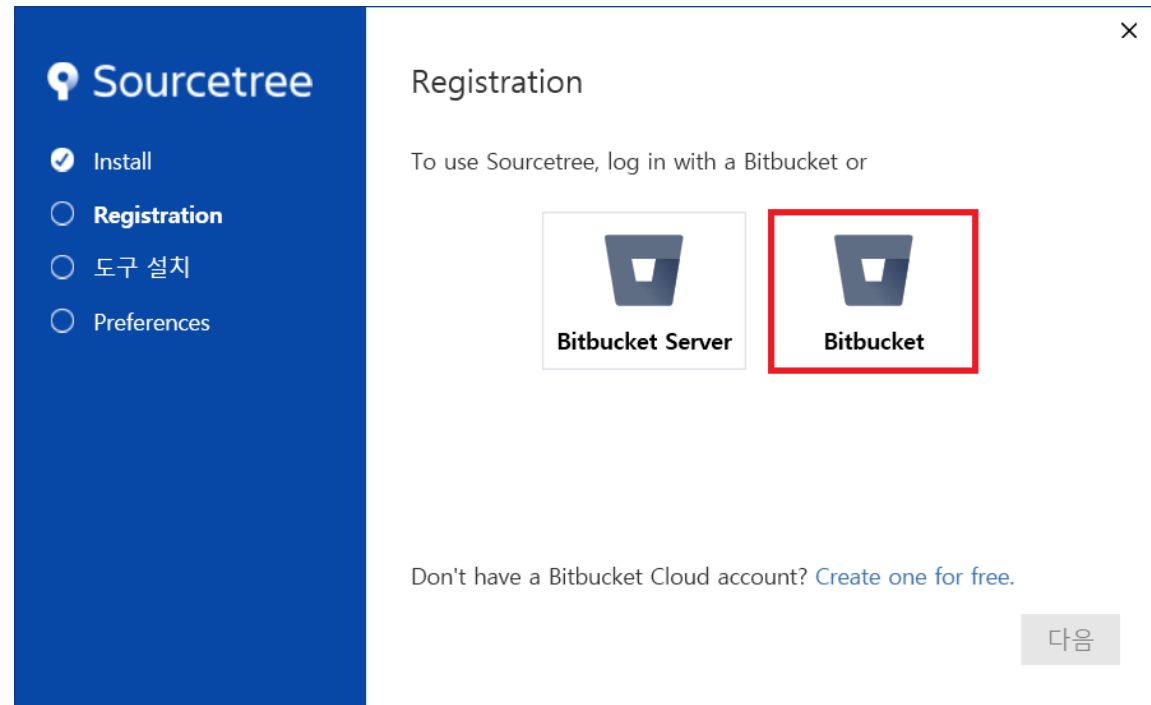 Sourcetree
Install
Registration
도구 설치
Preferences
Registration
To use Sourcetree, log in with a Bitbucket or
Bitbucket Server
Bitbucket
Don't have a Bitbucket Cloud account? Create one for free.
다음